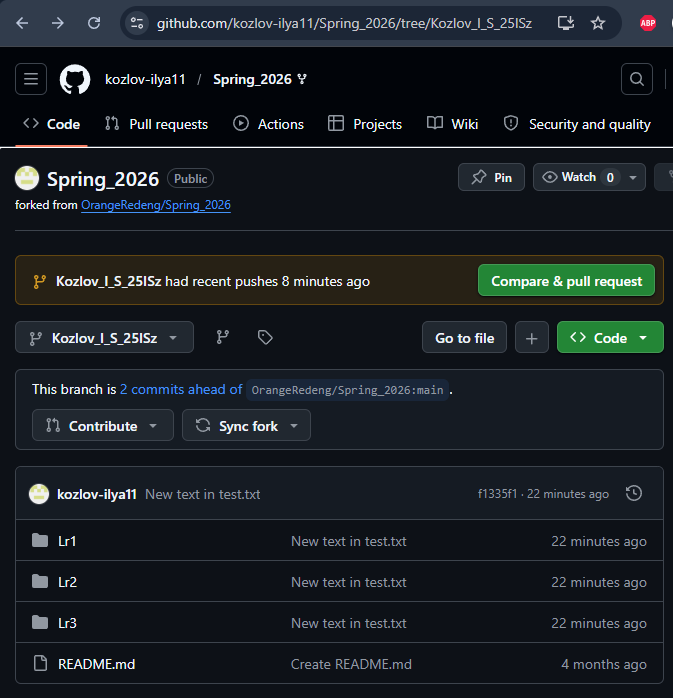 github.com/kozlov-ilya11/Spring_2026/tree/Kozlov_I_S_25ISz
ABP
kozlov-ilya11 / Spring_2026
Code Pull requests Actions Projects Wiki Security and quality
Spring_2026 Public Pin Watch 0
forked from OrangeRedeng/Spring_2026
Kozlov_I_S_25ISz had recent pushes 8 minutes ago Compare & pull request
Kozlov_I_S_25ISz Go to file Code
This branch is 2 commits ahead of OrangeRedeng/Spring_2026:main .
Contribute Sync fork
kozlov-ilya11 New text in test.txt f1335f1 · 22 minutes ago
Lr1 New text in test.txt 22 minutes ago
Lr2 New text in test.txt 22 minutes ago
Lr3 New text in test.txt 22 minutes ago
README.md Create README.md 4 months ago